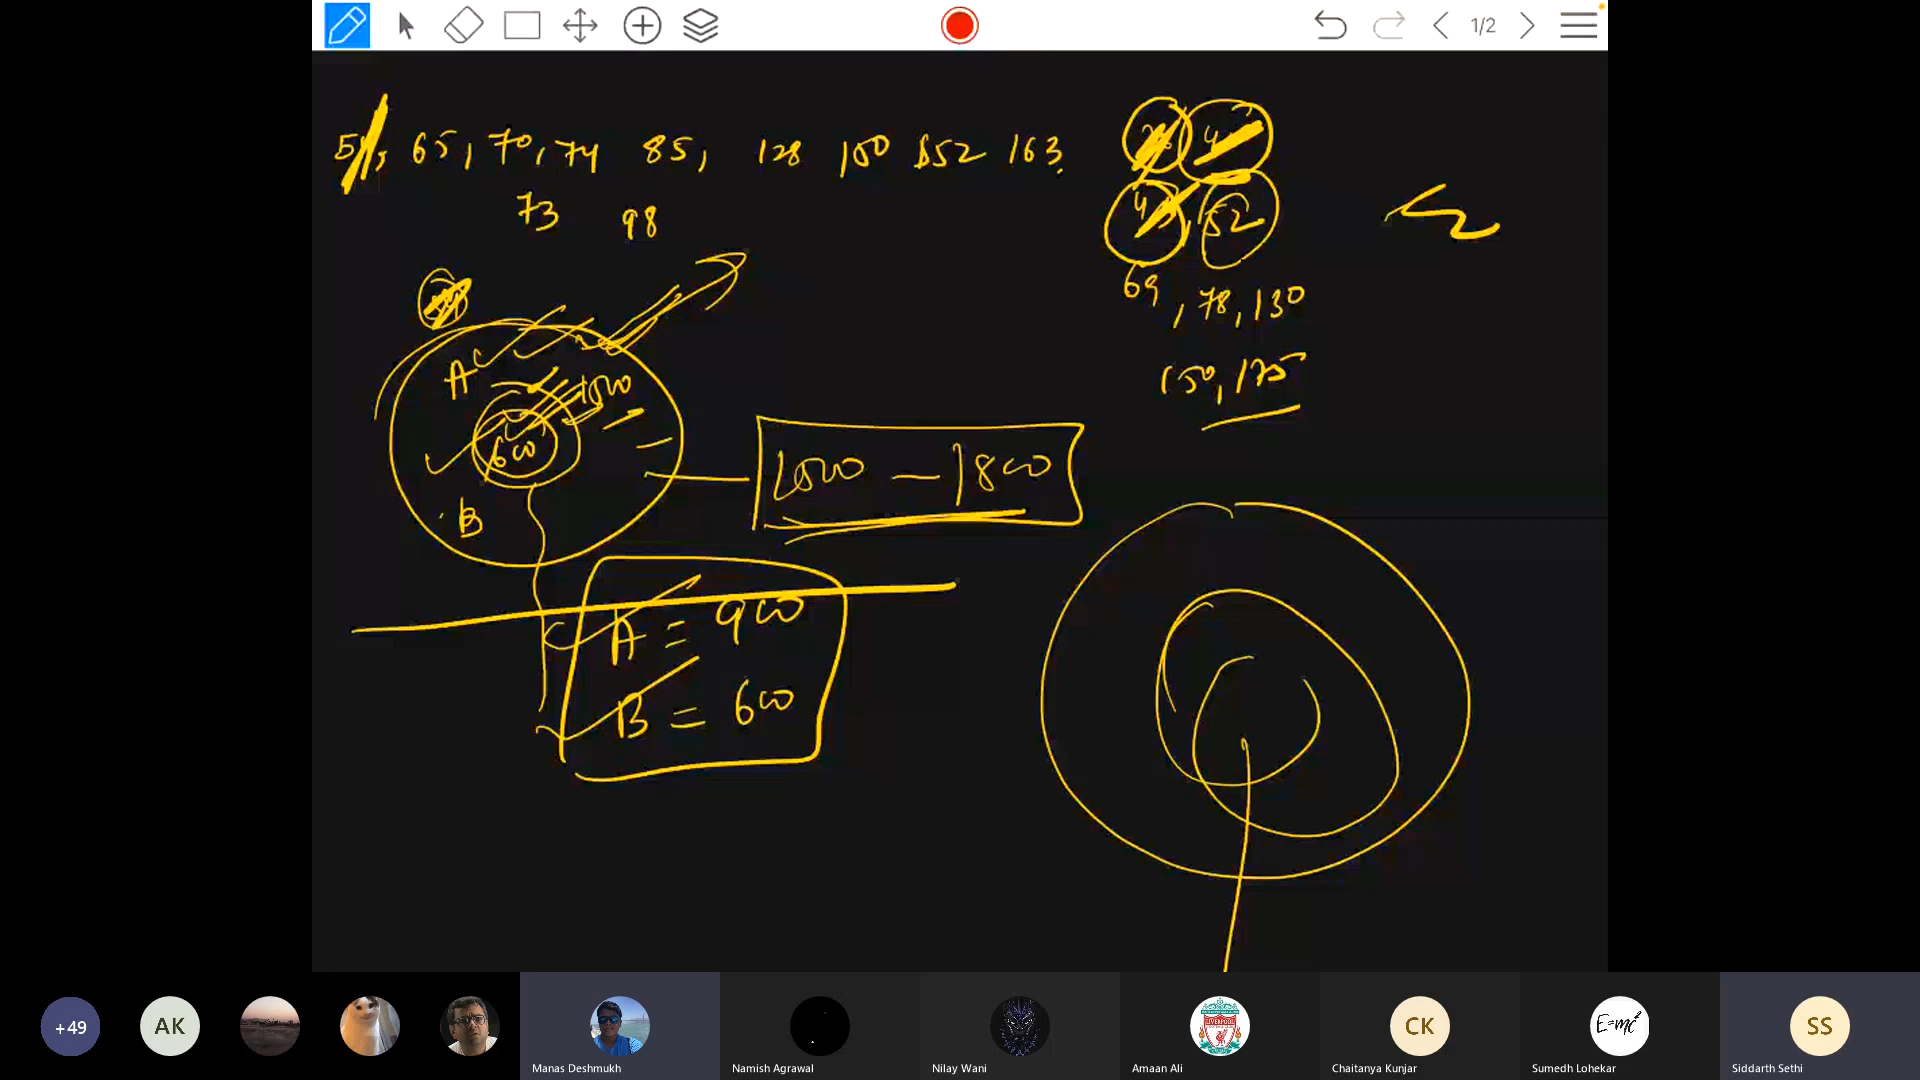 1/2
65, 70, 74 85, 128 150 152 163.
73 98
52
69, 78, 130
150, 175
A 1500
600
B
1500 – 1800
A = 900
B = 600
+49 AK CK E=mc² SS
Manas Deshmukh Namish Agrawal Nilay Wani Amaan Ali Chaitanya Kunjar Sumedh Lohekar Siddarth Sethi